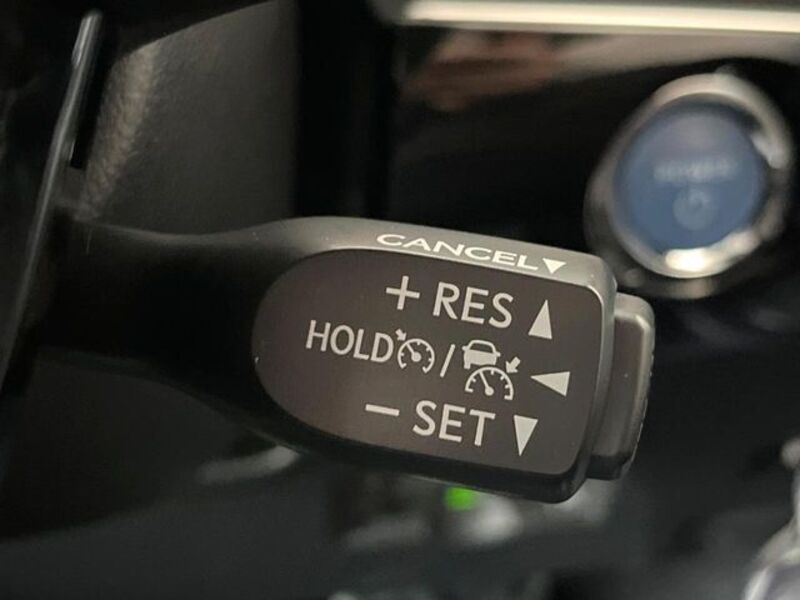 CANCEL▼
+ RES ▲
HOLD / ◀
− SET ▼